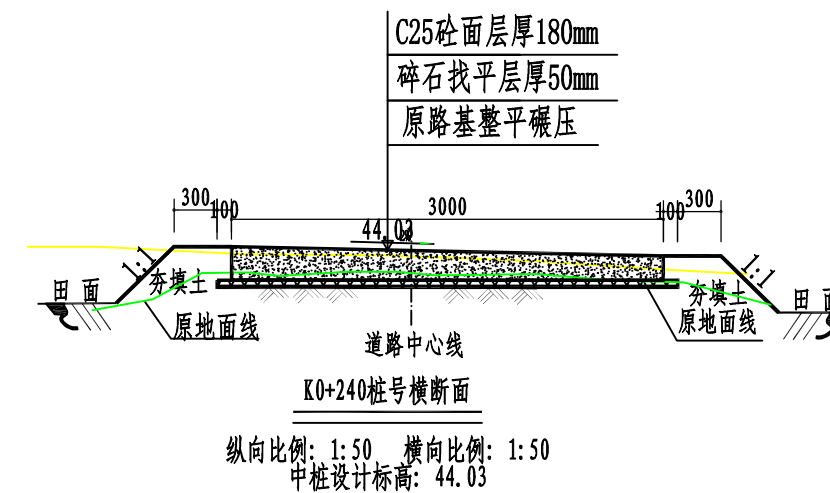 C25砼面层厚180mm
碎石找平层厚50mm
原路基整平碾压
300 100 3000 100 300
44.03
1:1 1:1
田 面 夯填土 夯填土 田 面
原地面线 原地面线
道路中心线
K0+240桩号横断面
纵向比例: 1:50 横向比例: 1:50
中桩设计标高: 44.03